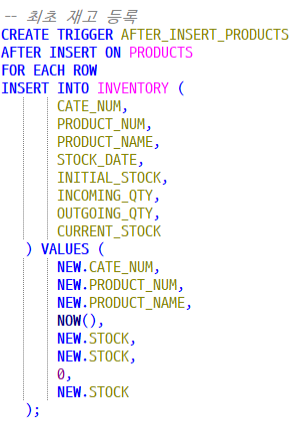 -- 최초 재고 등록
CREATE TRIGGER AFTER_INSERT_PRODUCTS
AFTER INSERT ON PRODUCTS
FOR EACH ROW
INSERT INTO INVENTORY (
CATE_NUM,
PRODUCT_NUM,
PRODUCT_NAME,
STOCK_DATE,
INITIAL_STOCK,
INCOMING_QTY,
OUTGOING_QTY,
CURRENT_STOCK
) VALUES (
NEW.CATE_NUM,
NEW.PRODUCT_NUM,
NEW.PRODUCT_NAME,
NOW(),
NEW.STOCK,
NEW.STOCK,
0,
NEW.STOCK
);